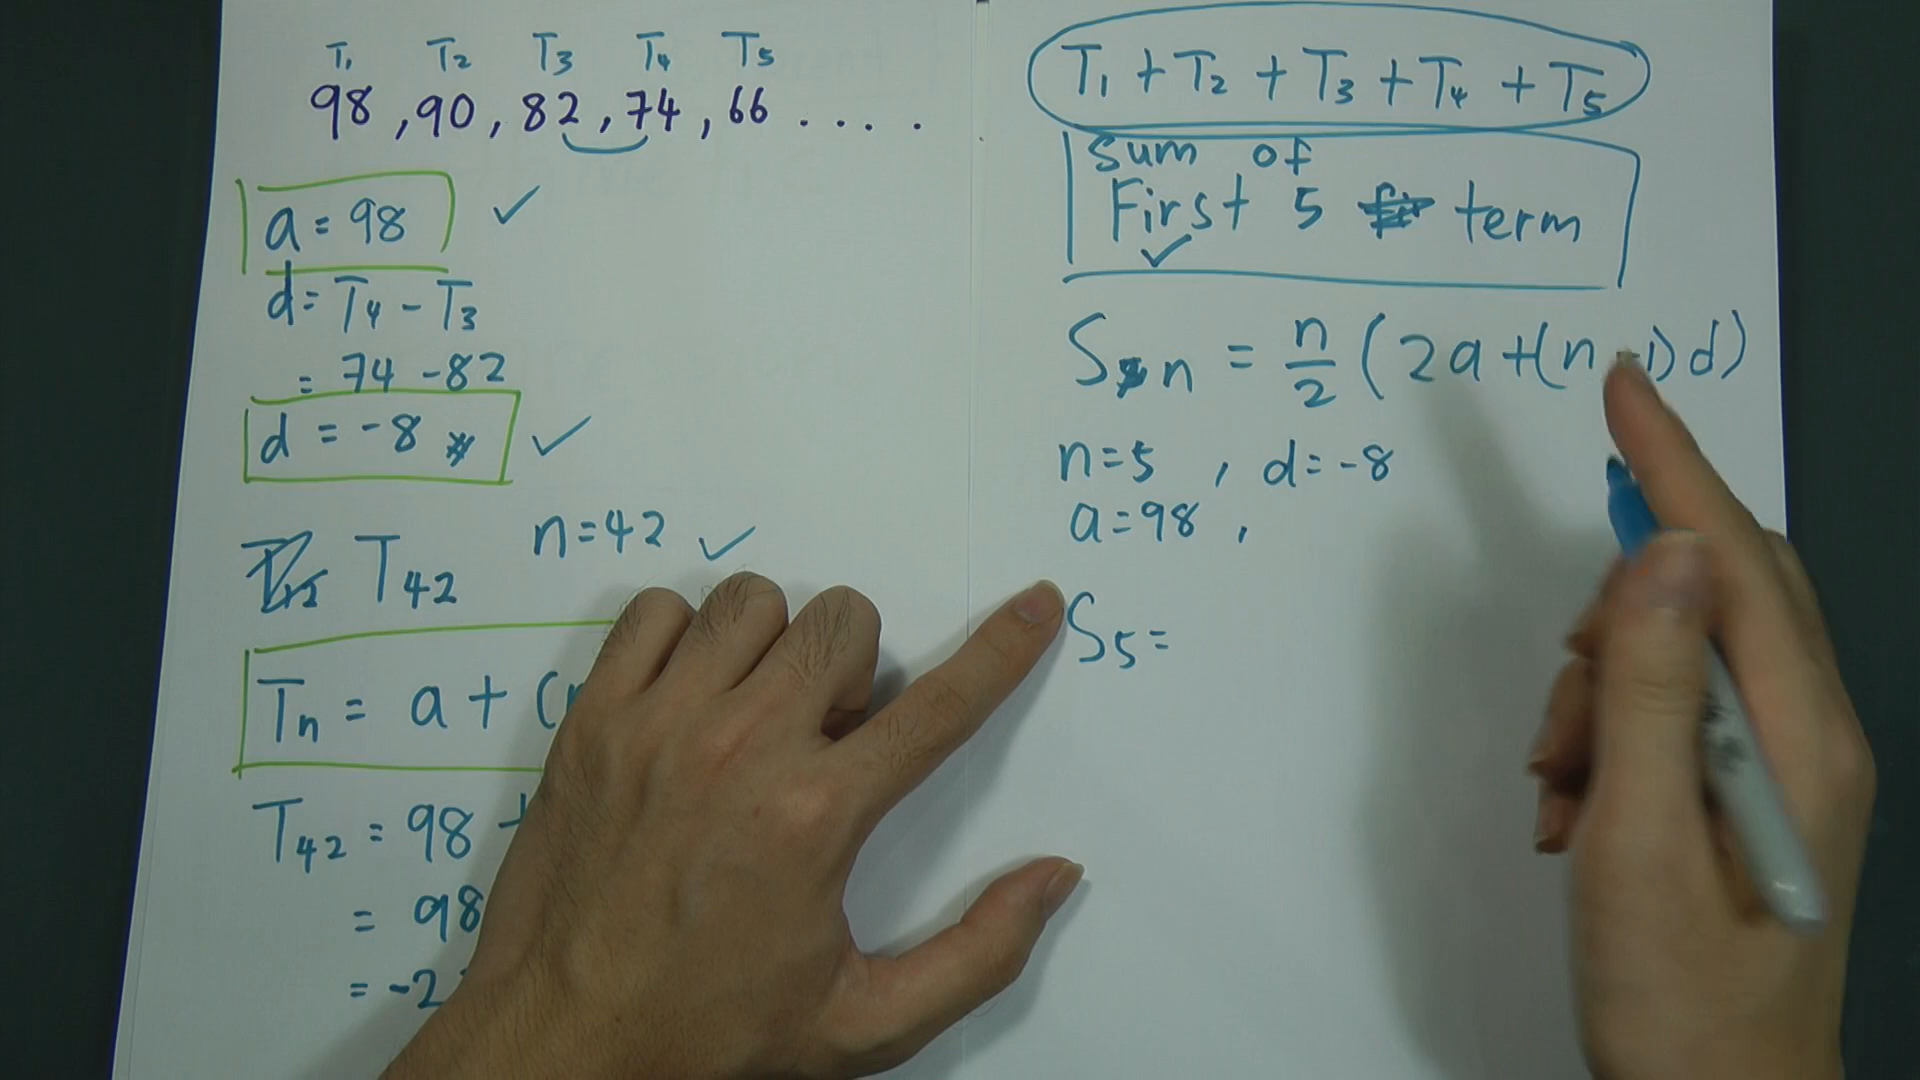 T1 T2 T3 T4 T5
98, 90, 82, 74, 66 ....
a = 98
d = T4 - T3
= 74 - 82
d = -8
n=42
T42
Tn = a + (
T42 = 98
= 98
= -2
T1 + T2 + T3 + T4 + T5
Sum of
First 5 term
Sn = n/2 (2a+(n-1)d)
n=5 , d=-8
a=98 ,
S5=